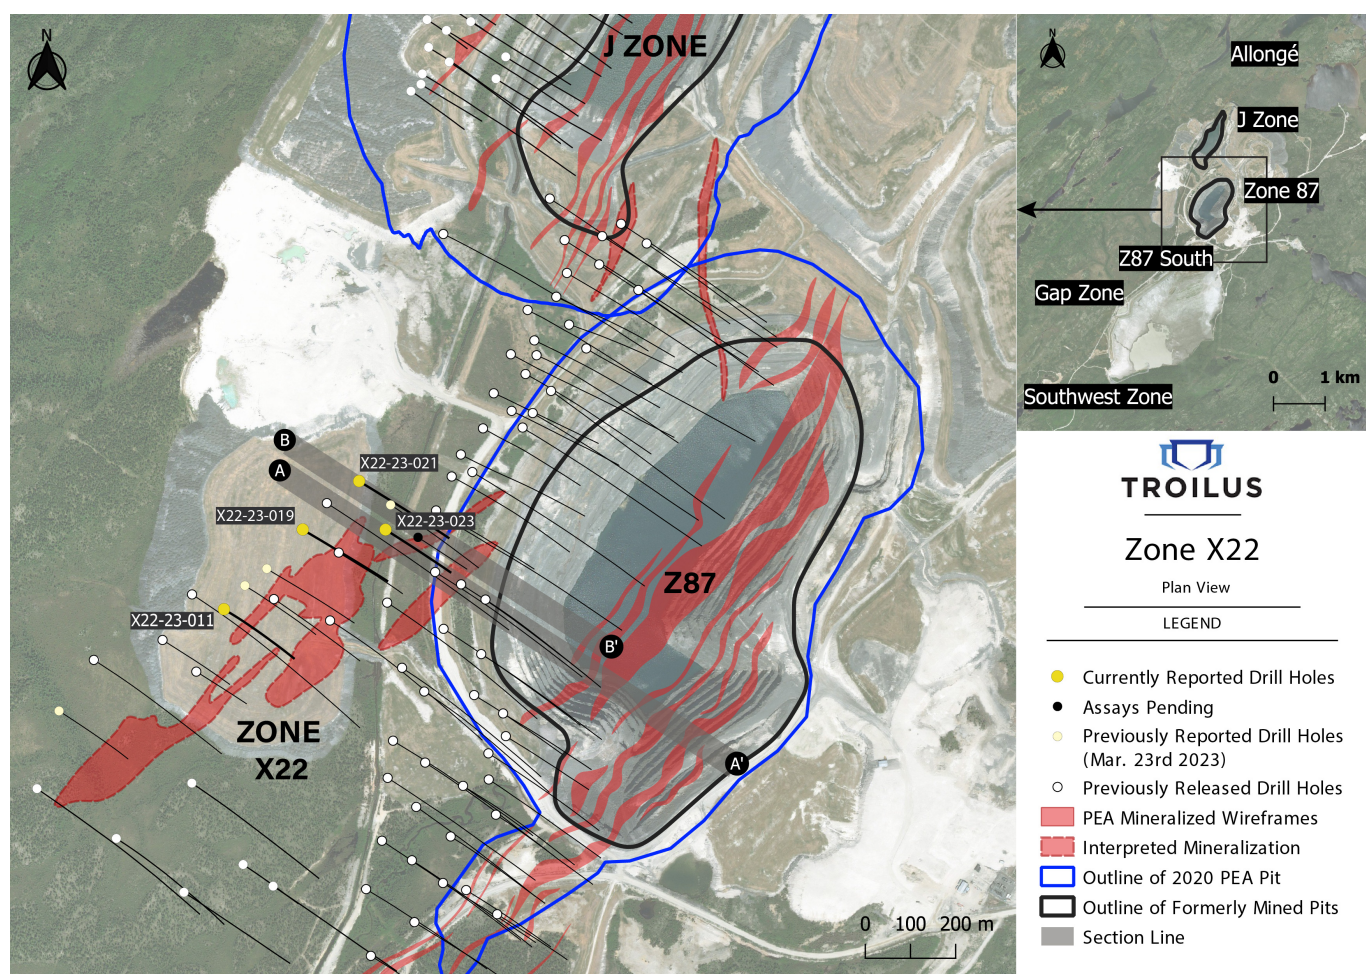 N
J ZONE
B
A
X22-23-021
X22-23-019
X22-23-023
X22-23-011
Z87
B'
A'
ZONE
X22
0 100 200 m
N
Allongé
J Zone
Zone 87
Z87 South
Gap Zone
Southwest Zone
0 1 km
TROILUS
Zone X22
Plan View
LEGEND
Currently Reported Drill Holes
Assays Pending
Previously Reported Drill Holes
(Mar. 23rd 2023)
Previously Released Drill Holes
PEA Mineralized Wireframes
Interpreted Mineralization
Outline of 2020 PEA Pit
Outline of Formerly Mined Pits
Section Line